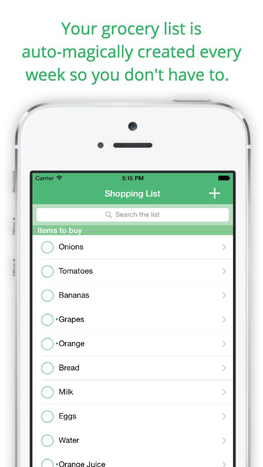 Your grocery list is
auto-magically created every
week so you don't have to.
Carrier 5:15 PM
Shopping List +
Search the list
Items to buy
Onions
Tomatoes
Bananas
•Grapes
•Orange
Bread
Milk
Eggs
Water
•Orange Juice